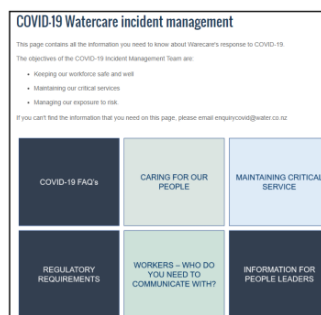 COVID-19 Watercare incident management
This page contains all the information you need to know about Warecare's response to COVID-19.
The objectives of the COVID-19 Incident Management Team are:
• Keeping our workforce safe and well
• Maintaining our critical services
• Managing our exposure to risk.
If you can't find the information that you need on this page, please email enquirycovid@water.co.nz
COVID-19 FAQ's
CARING FOR OUR
PEOPLE
MAINTAINING CRITICAL
SERVICE
REGULATORY
REQUIREMENTS
WORKERS – WHO DO
YOU NEED TO
COMMUNICATE WITH?
INFORMATION FOR
PEOPLE LEADERS